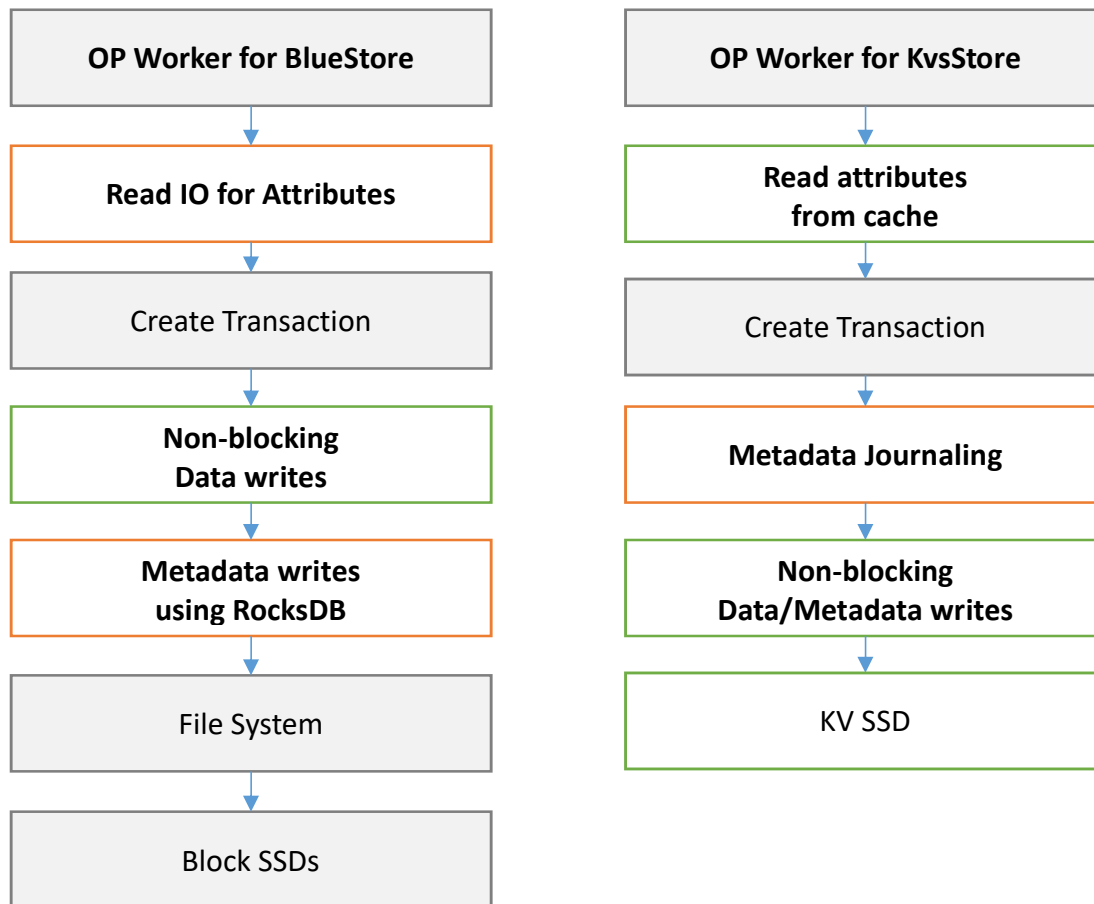 OP Worker for BlueStore
Read IO for Attributes
Create Transaction
Non-blocking
Data writes
Metadata writes
using RocksDB
File System
Block SSDs
OP Worker for KvsStore
Read attributes
from cache
Create Transaction
Metadata Journaling
Non-blocking
Data/Metadata writes
KV SSD